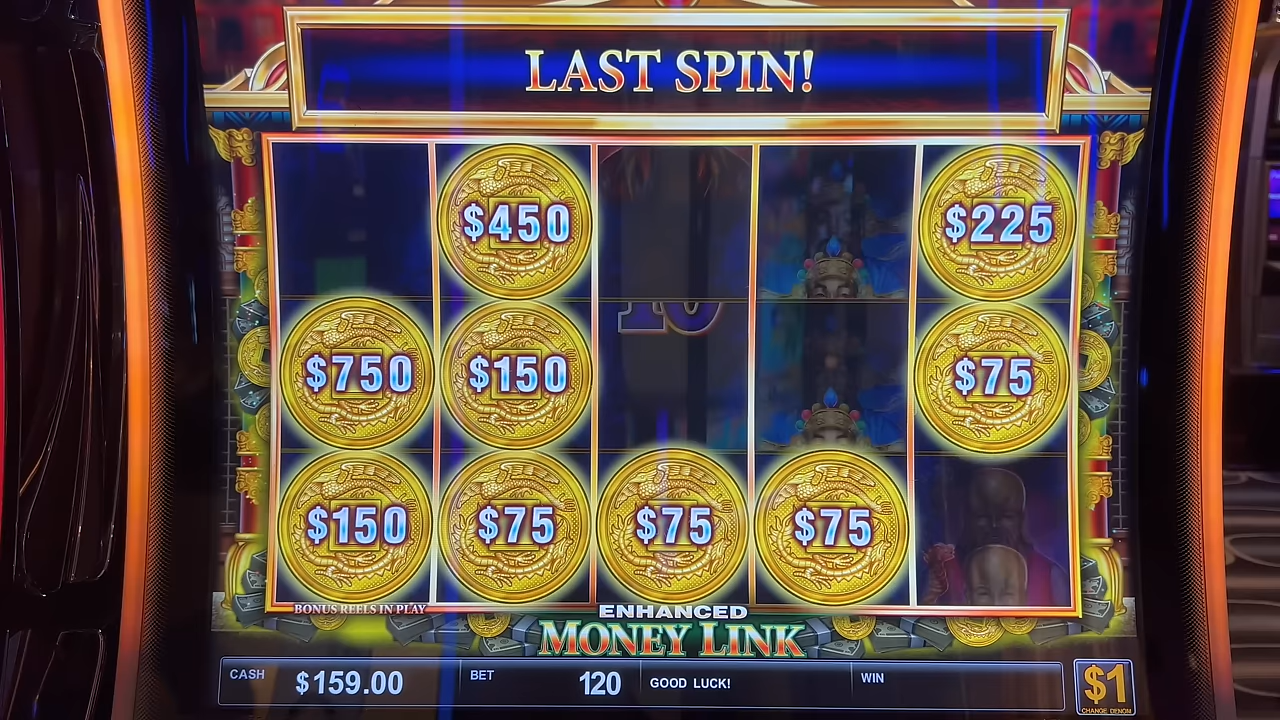 LAST SPIN!
$450
$225
10
$750
$150
$75
$150
$75
$75
$75
BONUS REELS IN PLAY
ENHANCED
MONEY LINK
CASH $159.00 BET 120 GOOD LUCK! WIN
$1
CHANGE DENOM